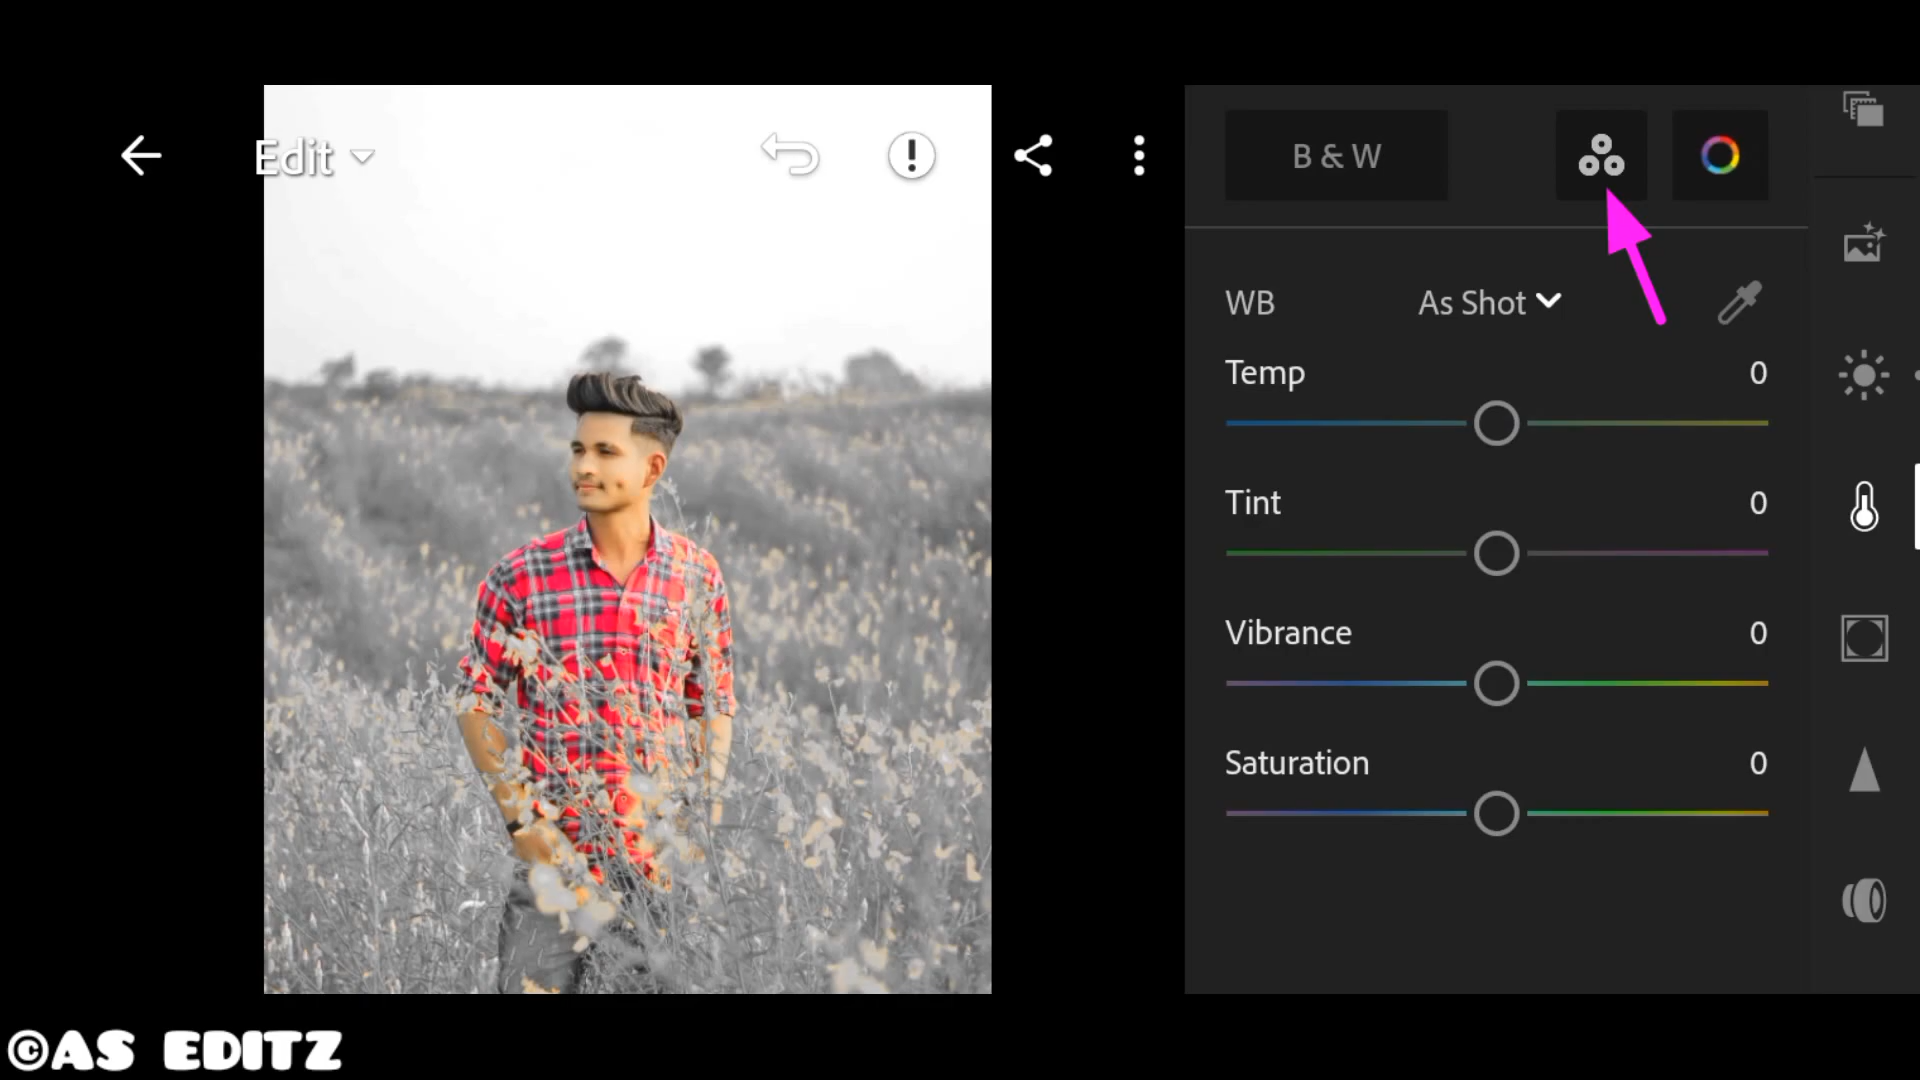 Edit
B & W
WB As Shot
Temp 0
Tint 0
Vibrance 0
Saturation 0
©AS EDITZ